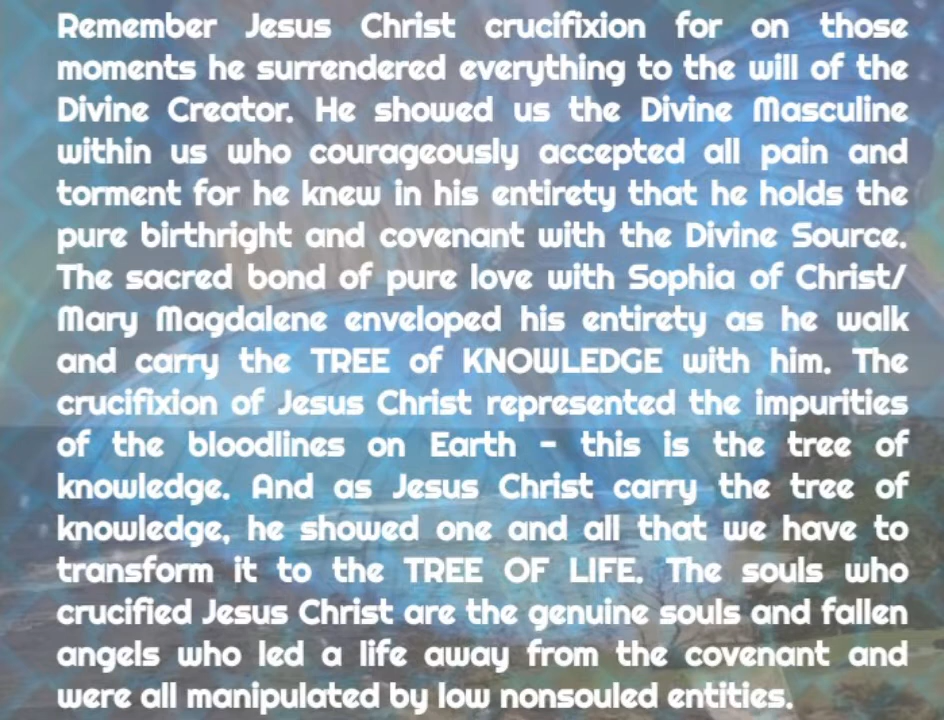 Remember Jesus Christ crucifixion for on those
moments he surrendered everything to the will of the
Divine Creator. He showed us the Divine Masculine
within us who courageously accepted all pain and
torment for he knew in his entirety that he holds the
pure birthright and covenant with the Divine Source.
The sacred bond of pure love with Sophia of Christ/
Mary Magdalene enveloped his entirety as he walk
and carry the TREE of KNOWLEDGE with him. The
crucifixion of Jesus Christ represented the impurities
of the bloodlines on Earth - this is the tree of
knowledge. And as Jesus Christ carry the tree of
knowledge, he showed one and all that we have to
transform it to the TREE OF LIFE. The souls who
crucified Jesus Christ are the genuine souls and fallen
angels who led a life away from the covenant and
were all manipulated by low nonsouled entities.